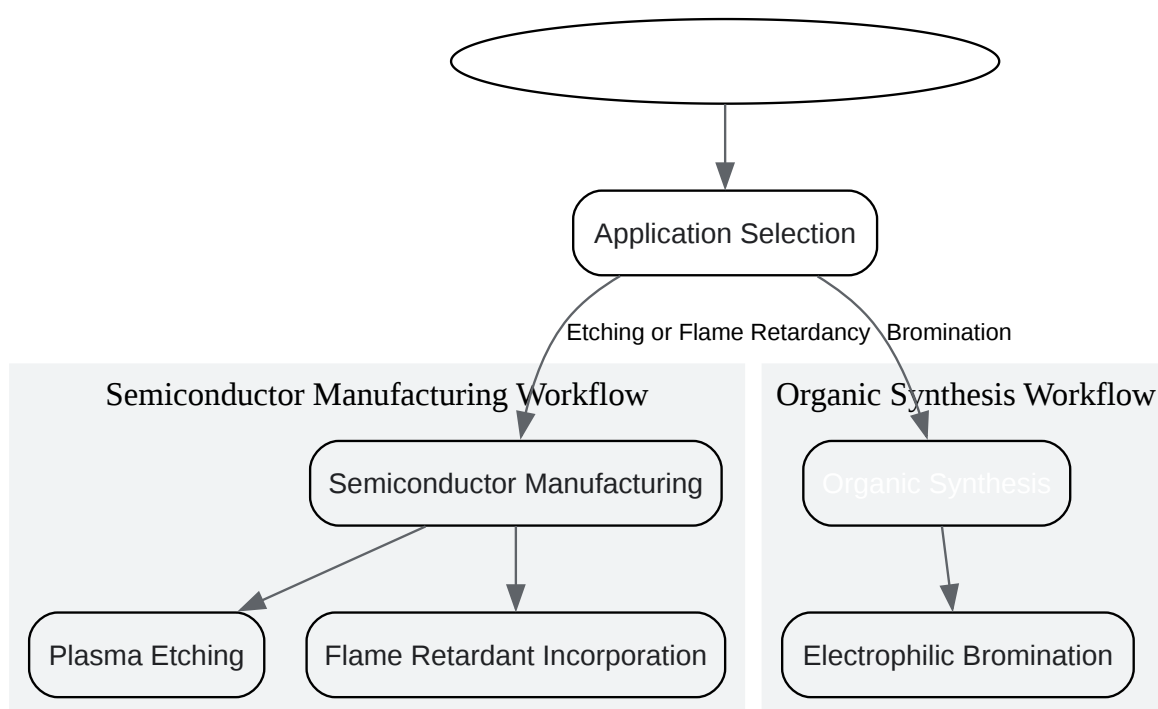 Application Selection
Etching or Flame Retardancy
Bromination
Semiconductor Manufacturing Workflow
Organic Synthesis Workflow
Semiconductor Manufacturing
Organic Synthesis
Plasma Etching
Flame Retardant Incorporation
Electrophilic Bromination